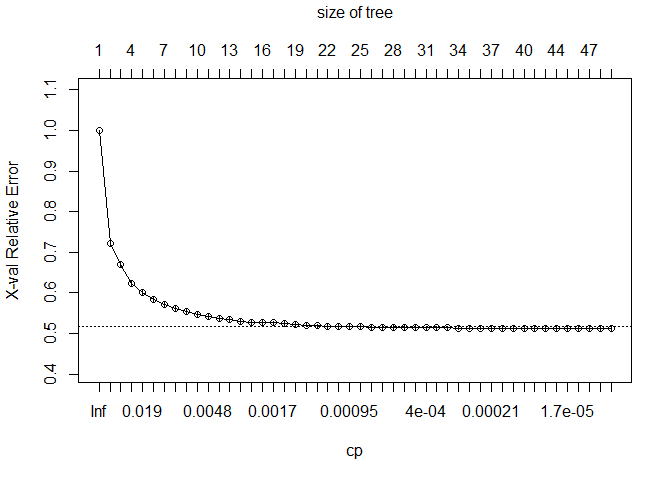 size of tree
1 4 7 10 13 16 19 22 25 28 31 34 37 40 44 47
X-val Relative Error
1.1
1.0
0.9
0.8
0.7
0.6
0.5
0.4
Inf 0.019 0.0048 0.0017 0.00095 4e-04 0.00021 1.7e-05
cp